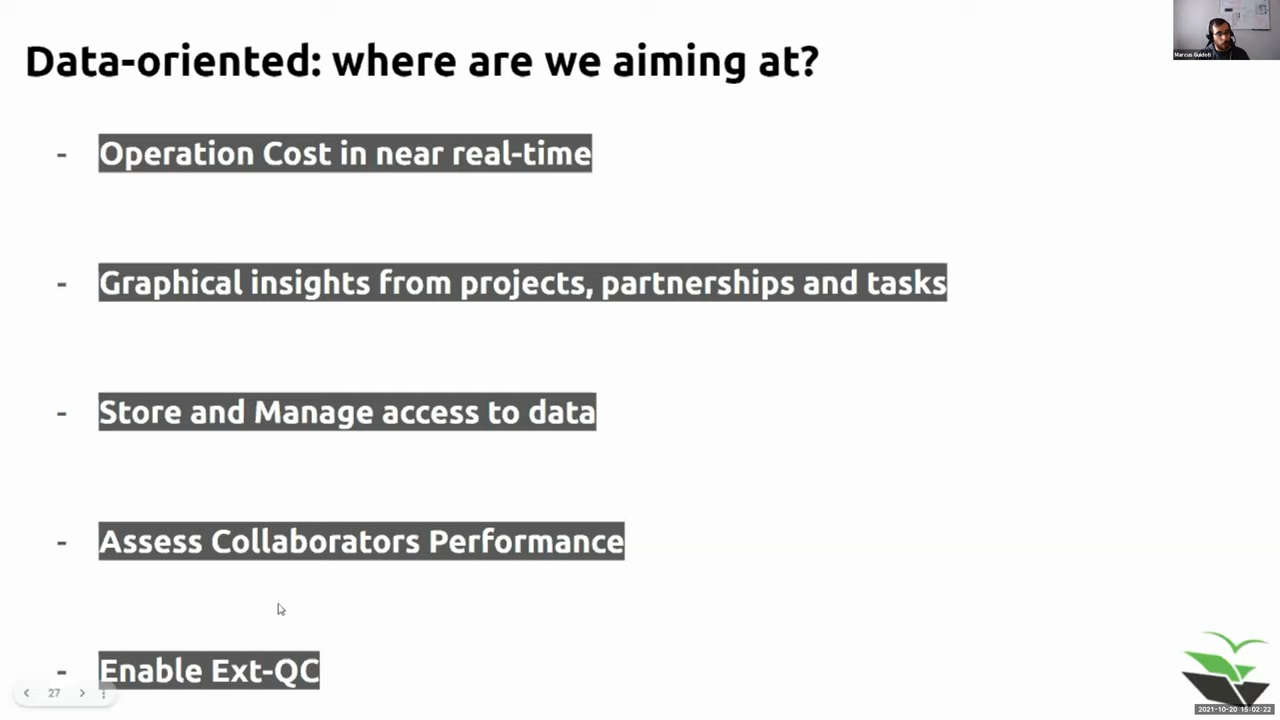 Data-oriented: where are we aiming at?
Marcus Guidoti
- Operation Cost in near real-time
- Graphical insights from projects, partnerships and tasks
- Store and Manage access to data
- Assess Collaborators Performance
- Enable Ext-QC
27
2021-10-20 15:02:22